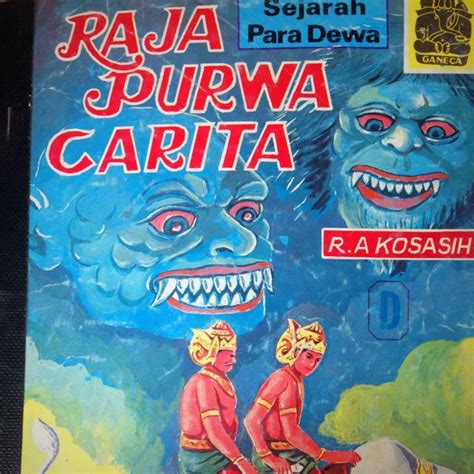 Sejarah
Para Dewa
GANEÇA
RAJA
PURWA
CARITA
R.A KOSASIH
D